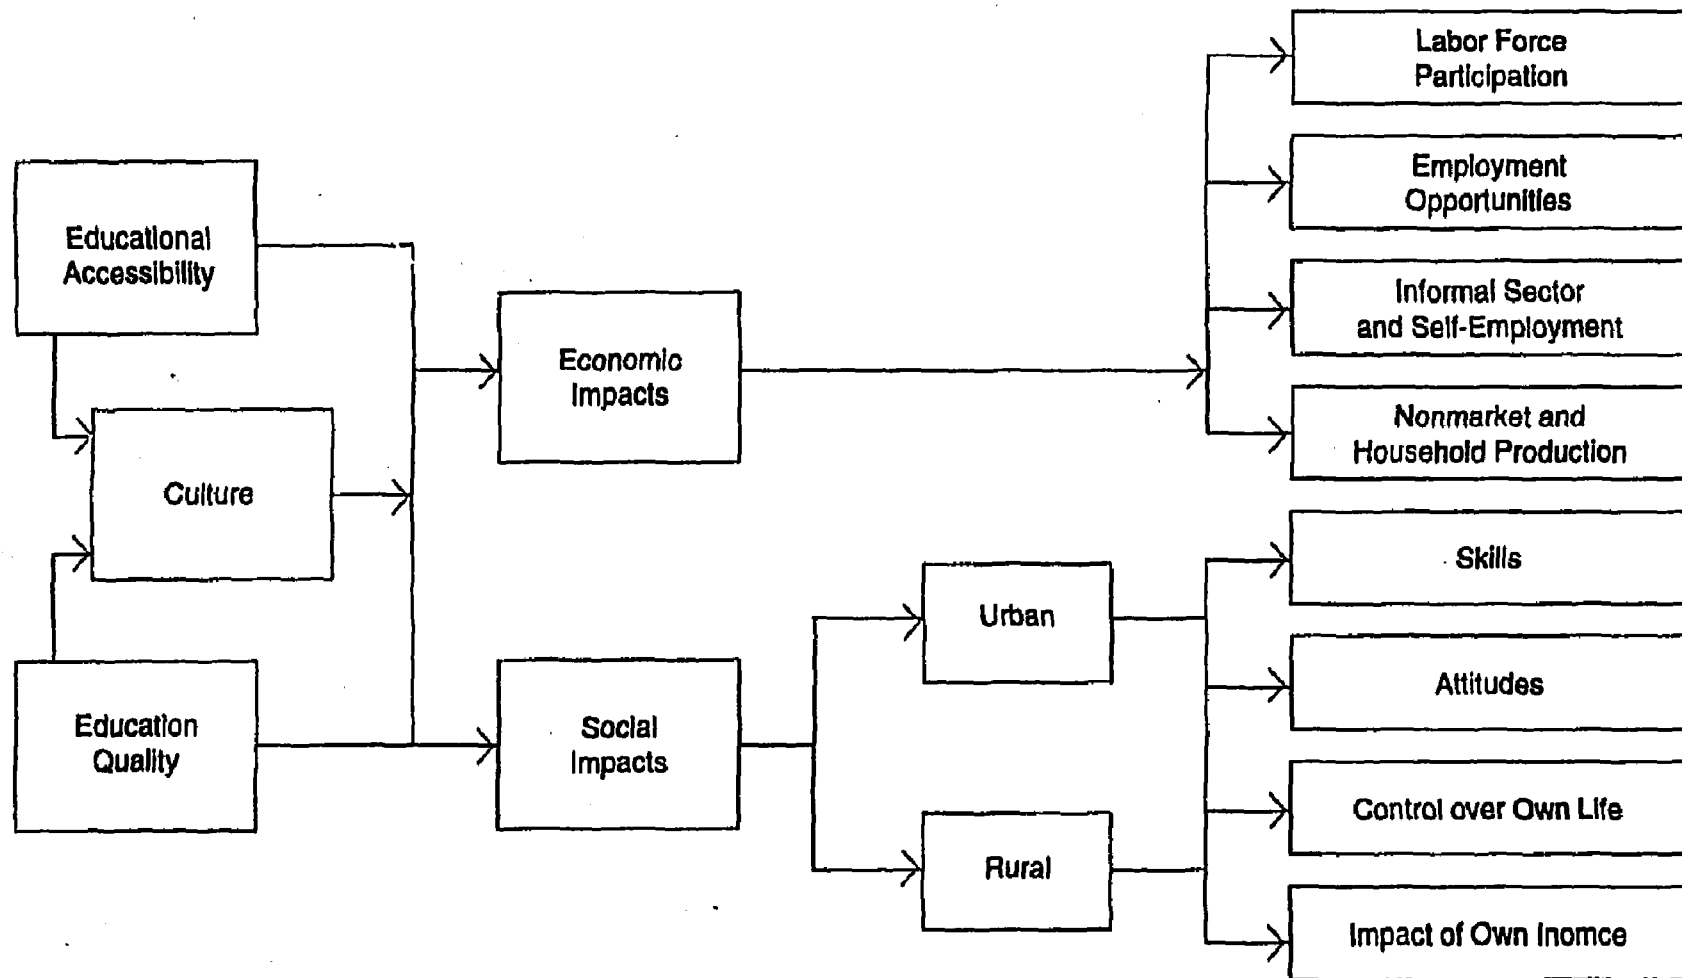 Labor Force
Participation
Employment
Opportunities
Educational
Accessibility
Informal Sector
and Self-Employment
Economic
Impacts
Nonmarket and
Household Production
Culture
Skills
Urban
Attitudes
Education
Quality
Social
Impacts
Control over Own Life
Rural
Impact of Own Inomce